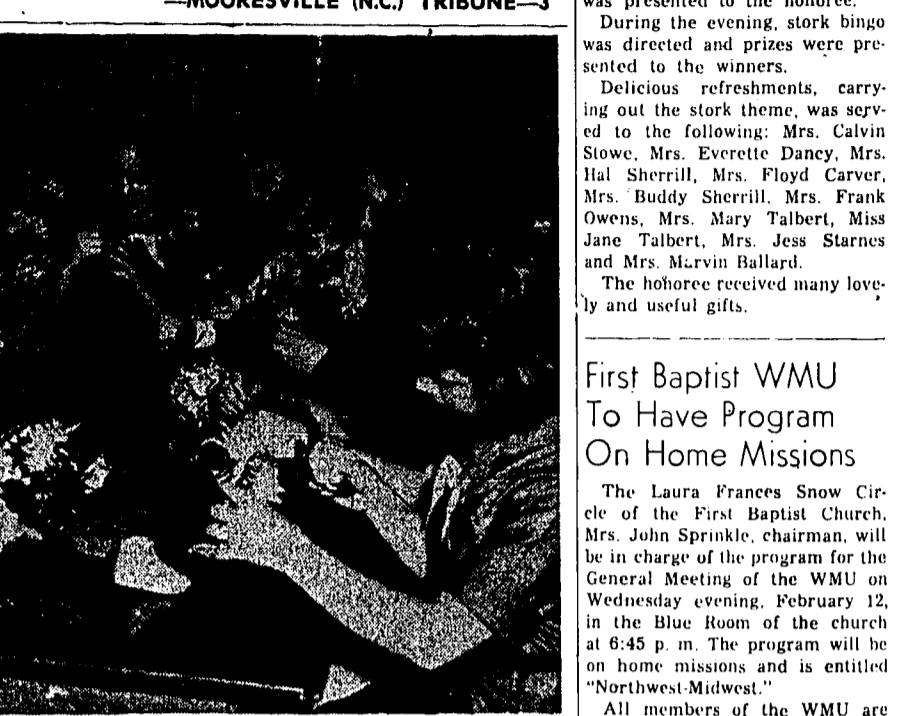 —MOORESVILLE (N.C.) TRIBUNE—3
was presented to the honoree.
During the evening, stork bingo
was directed and prizes were pre-
sented to the winners.
Delicious refreshments, carry-
ing out the stork theme, was serv-
ed to the following: Mrs. Calvin
Stowe, Mrs. Everette Dancy, Mrs.
Hal Sherrill, Mrs. Floyd Carver,
Mrs. Buddy Sherrill, Mrs. Frank
Owens, Mrs. Mary Talbert, Miss
Jane Talbert, Mrs. Jess Starnes
and Mrs. Marvin Ballard.
The honoree received many love-
ly and useful gifts.
First Baptist WMU
To Have Program
On Home Missions
The Laura Frances Snow Cir-
cle of the First Baptist Church,
Mrs. John Sprinkle, chairman, will
be in charge of the program for the
General Meeting of the WMU on
Wednesday evening, February 12,
in the Blue Room of the church
at 6:45 p. m. The program will be
on home missions and is entitled
"Northwest-Midwest."
All members of the WMU are